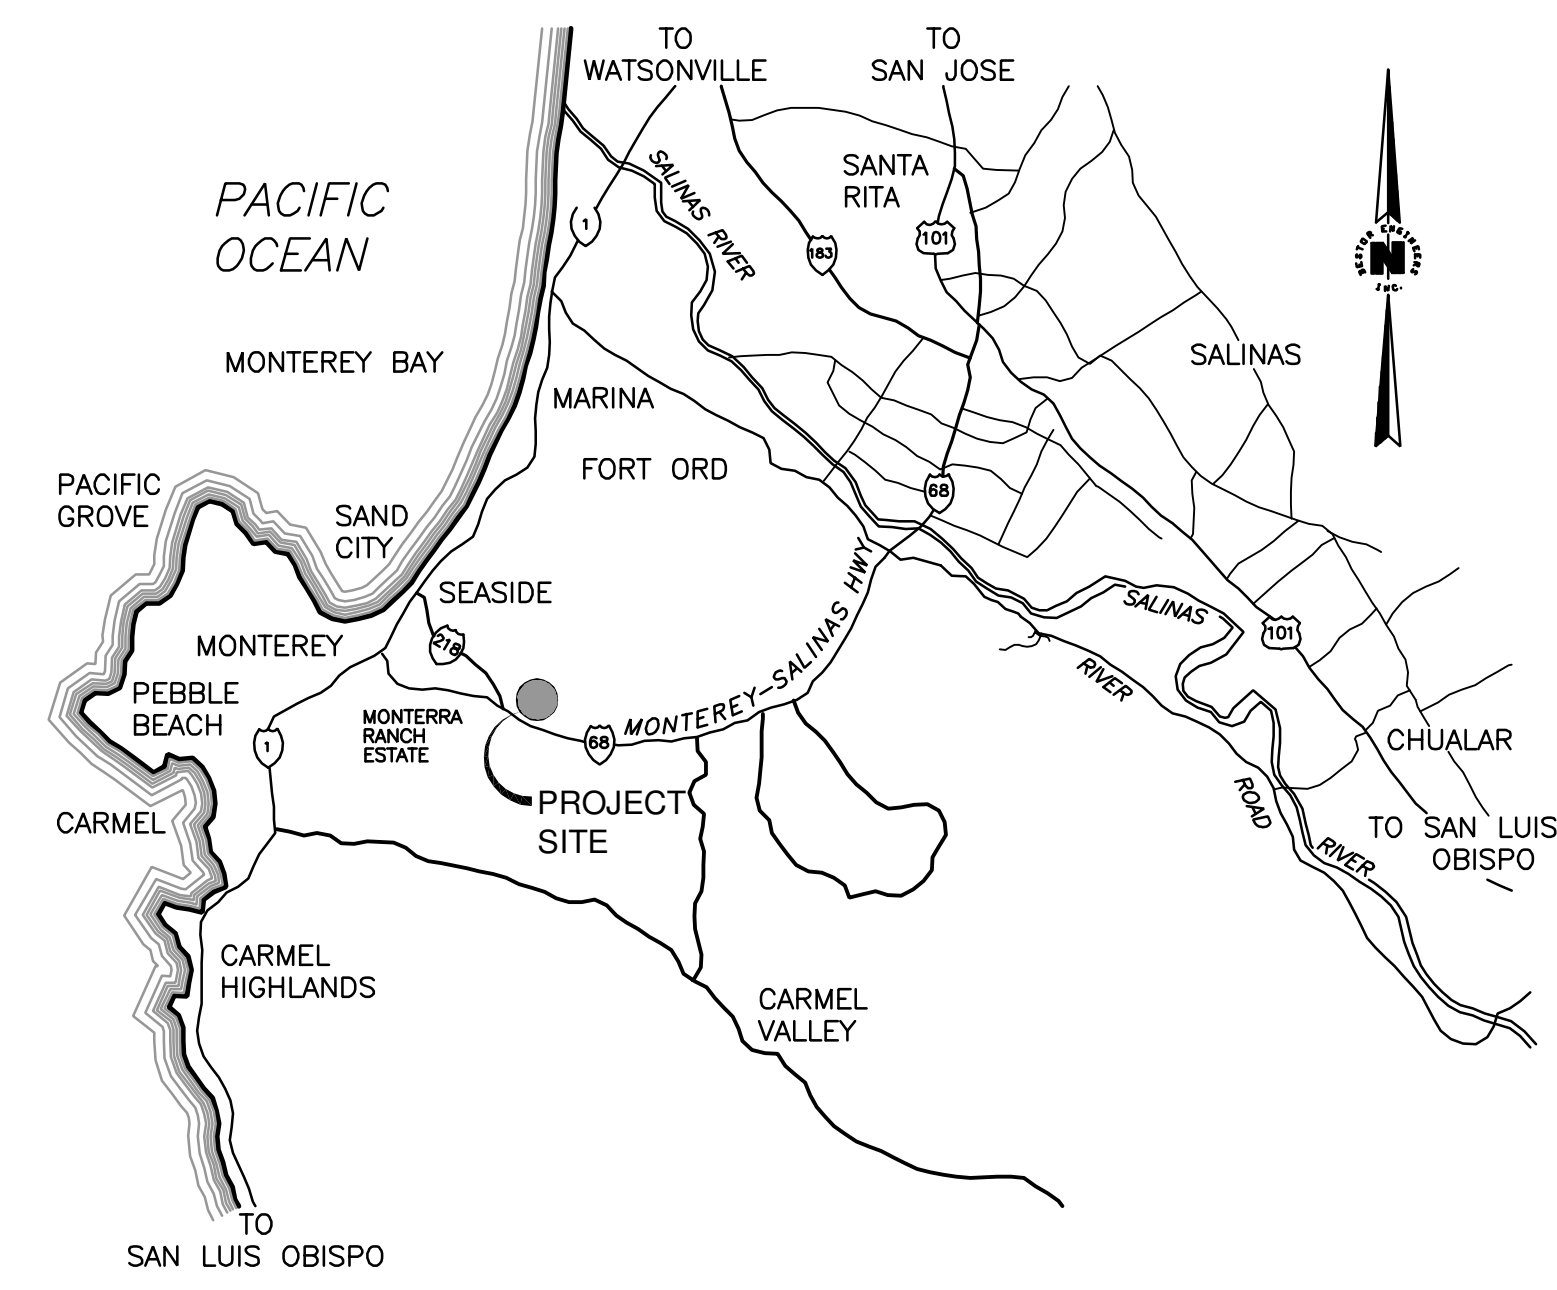 TO
WATSONVILLE
TO
SAN JOSE
SALINAS RIVER
SANTA
RITA
PACIFIC
OCEAN
1
183
101
BESTOR ENGINEERS
N
INC.
MONTEREY BAY
SALINAS
MARINA
FORT ORD
PACIFIC
GROVE
68
SAND
CITY
SEASIDE
MONTEREY-SALINAS HWY
SALINAS
101
MONTEREY
218
RIVER
PEBBLE
BEACH
MONTERRA
RANCH
ESTATE
1
68
CHUALAR
PROJECT
SITE
ROAD
CARMEL
TO SAN LUIS
OBISPO
RIVER
CARMEL
HIGHLANDS
CARMEL
VALLEY
TO
SAN LUIS OBISPO